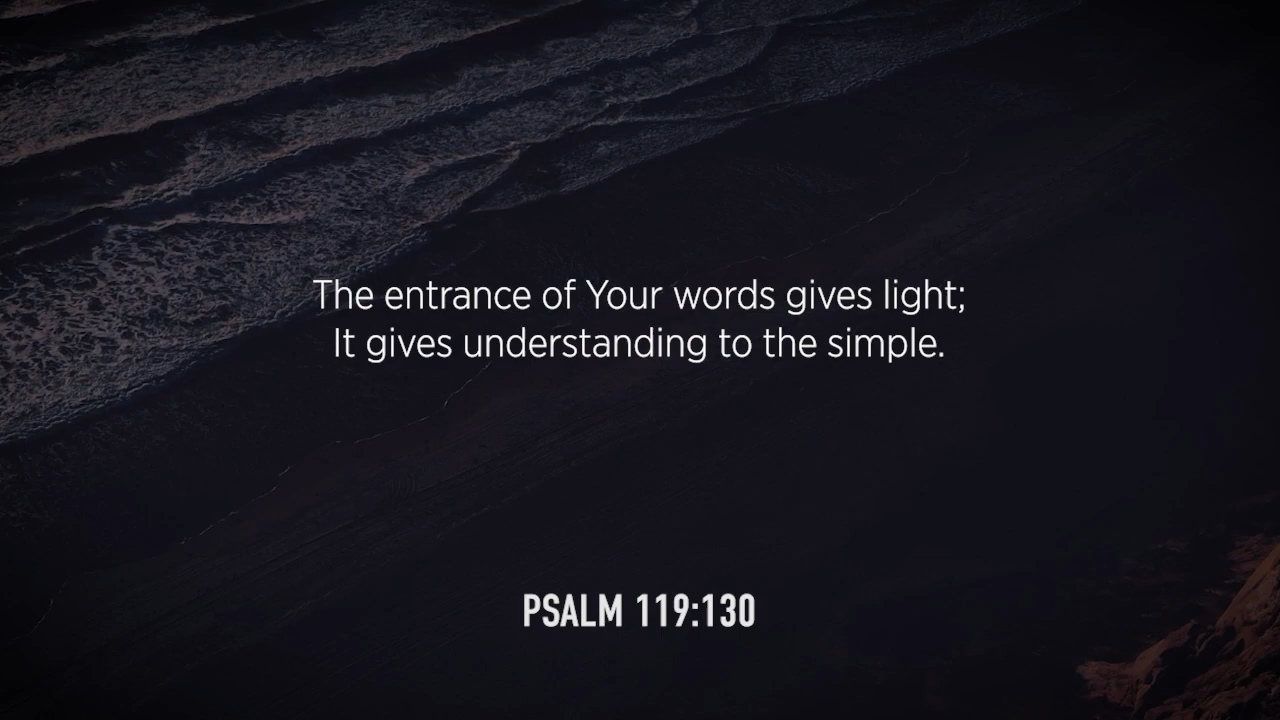 The entrance of Your words gives light;
It gives understanding to the simple.
PSALM 119:130